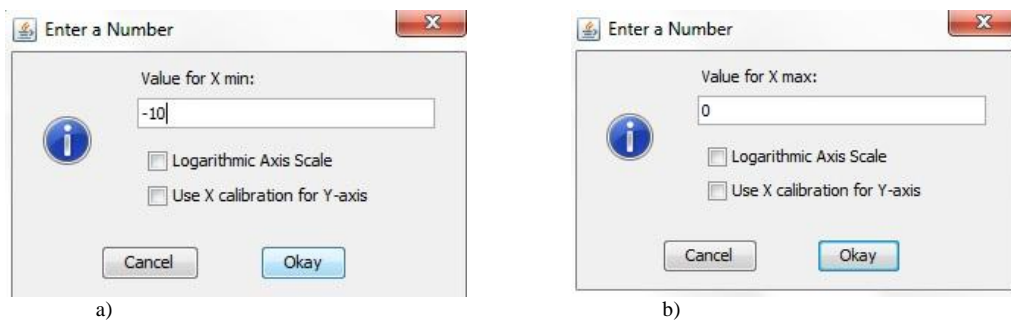 Enter a Number
Value for X min:
-10
Logarithmic Axis Scale
Use X calibration for Y-axis
Cancel Okay
a)
Enter a Number
Value for X max:
0
Logarithmic Axis Scale
Use X calibration for Y-axis
Cancel Okay
b)